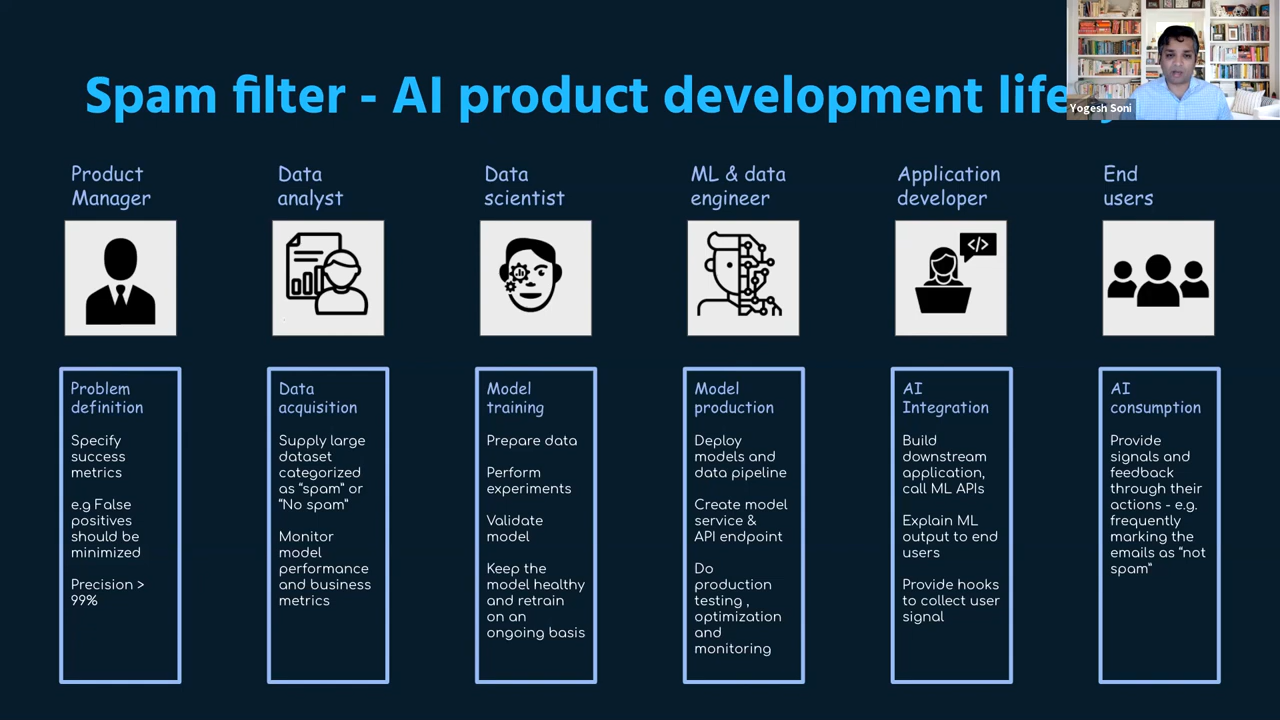 Spam filter - AI product development life
Yogesh Soni
Product
Manager
Data
analyst
Data
scientist
ML & data
engineer
Application
developer
End
users
</>
Problem
definition
Specify
success
metrics
e.g False
positives
should be
minimized
Precision >
99%
Data
acquisition
Supply large
dataset
categorized
as “spam” or
“No spam”
Monitor
model
performance
and business
metrics
Model
training
Prepare data
Perform
experiments
Validate
model
Keep the
model healthy
and retrain
on an
ongoing basis
Model
production
Deploy
models and
data pipeline
Create model
service &
API endpoint
Do
production
testing ,
optimization
and
monitoring
AI
Integration
Build
downstream
application,
call ML APIs
Explain ML
output to end
users
Provide hooks
to collect user
signal
AI
consumption
Provide
signals and
feedback
through their
actions - e.g.
frequently
marking the
emails as “not
spam”